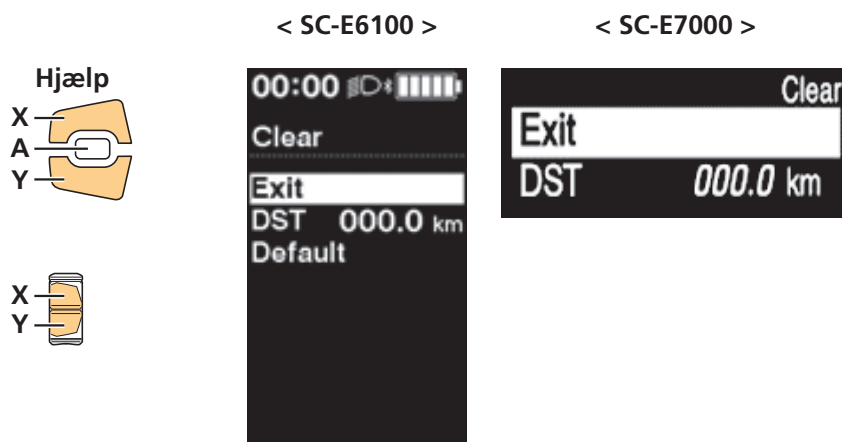 < SC-E6100 >
< SC-E7000 >
Hjælp
X
A
Y
X
Y
00:00
Clear
Exit
DST 000.0 km
Default
Clear
Exit
DST 000.0 km